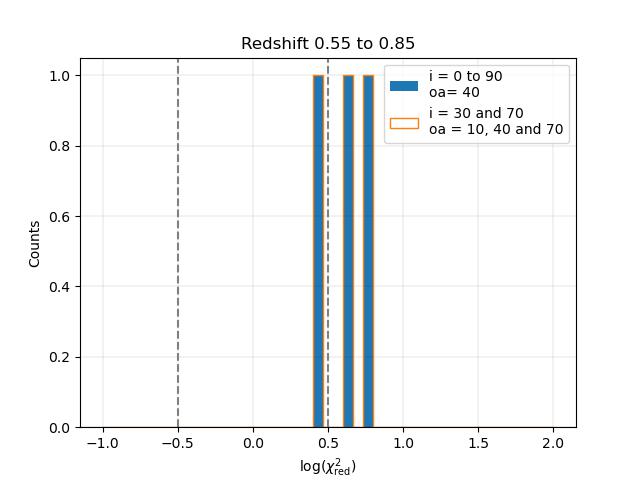 Redshift 0.55 to 0.85
i = 0 to 90
oa= 40
i = 30 and 70
oa = 10, 40 and 70
Counts
1.0
0.8
0.6
0.4
0.2
0.0
−1.0 −0.5 0.0 0.5 1.0 1.5 2.0
log(χ²red)